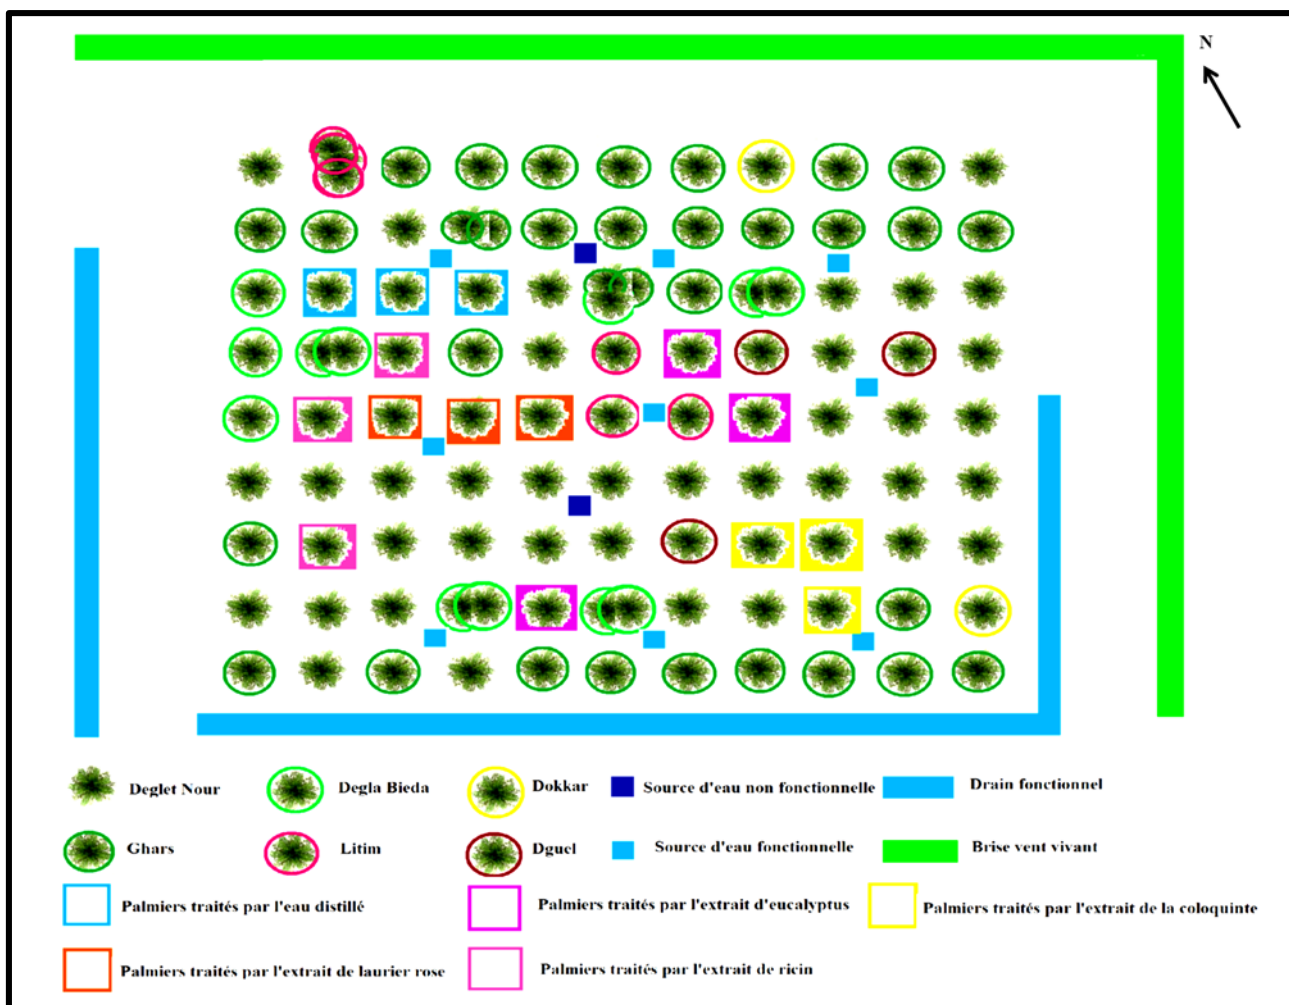 N
Deglet Nour
Degla Bieda
Dokkar
Source d'eau non fonctionnelle
Drain fonctionnel
Ghars
Litim
Dguel
Source d'eau fonctionnelle
Brise vent vivant
Palmiers traités par l'eau distillé
Palmiers traités par l'extrait d'eucalyptus
Palmiers traités par l'extrait de la coloquinte
Palmiers traités par l'extrait de laurier rose
Palmiers traités par l'extrait de ricin